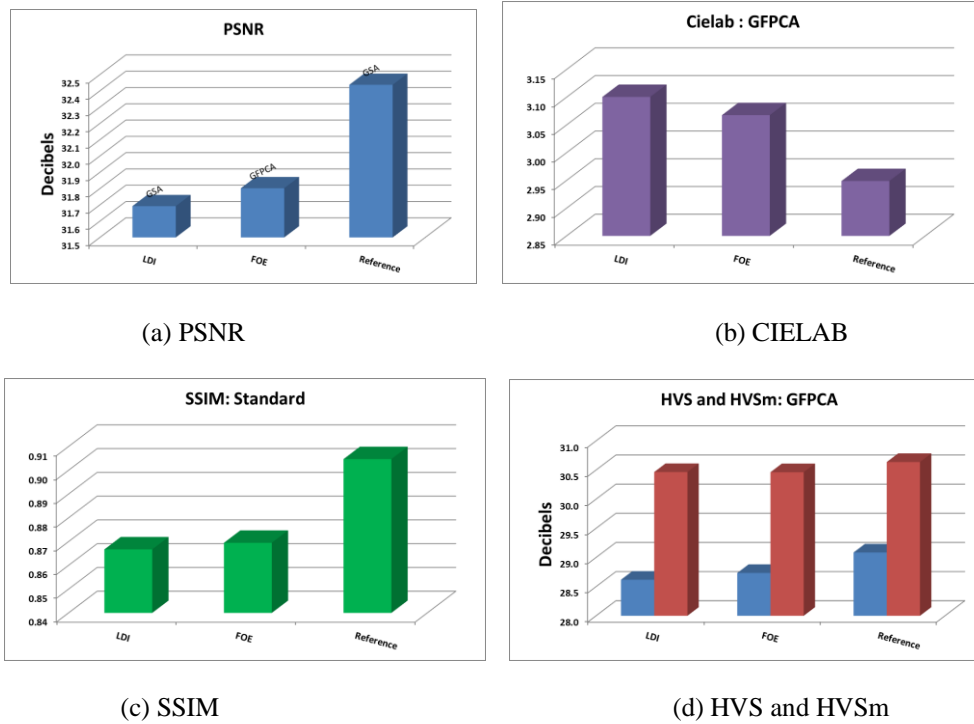 PSNR
Decibels
32.5
32.4
32.3
32.2
32.1
32.0
31.9
31.8
31.7
31.6
31.5
GSA
GFPCA
GSA
LDI
FOE
Reference
(a) PSNR
Cielab : GFPCA
3.15
3.10
3.05
3.00
2.95
2.90
2.85
LDI
FOE
Reference
(b) CIELAB
SSIM: Standard
0.91
0.90
0.89
0.88
0.87
0.86
0.85
0.84
LDI
FOE
Reference
(c) SSIM
HVS and HVSm: GFPCA
Decibels
31.0
30.5
30.0
29.5
29.0
28.5
28.0
LDI
FOE
Reference
(d) HVS and HVSm